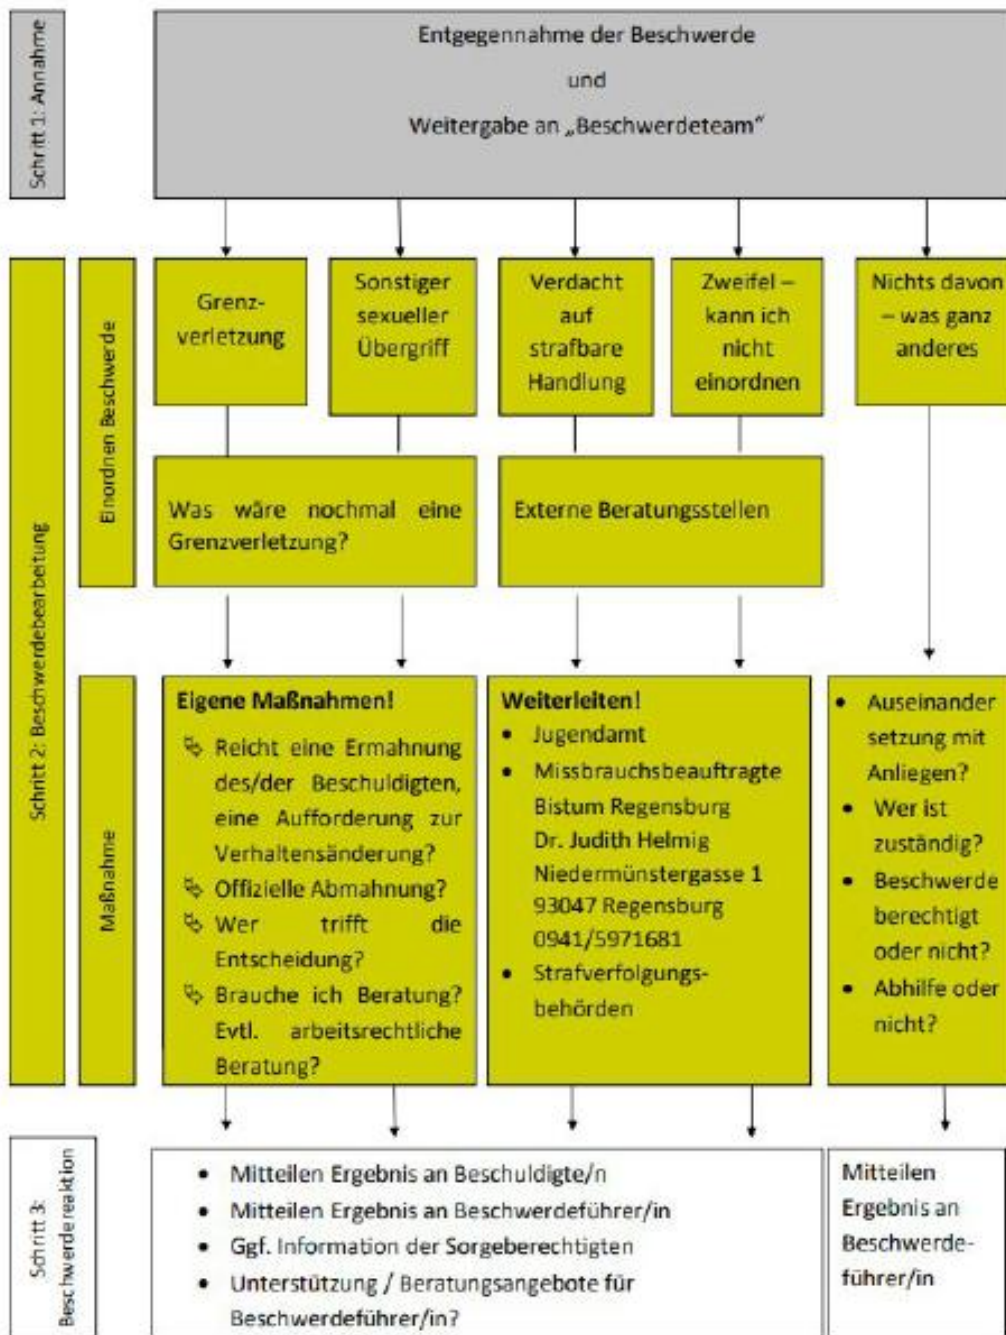 Schritt 1: Annahme
Entgegennahme der Beschwerde
und
Weitergabe an „Beschwerdeteam“
Schritt 2: Beschwerdebearbeitung
Einordnen Beschwerde
Grenz-
verletzung
Sonstiger
sexueller
Übergriff
Verdacht
auf
strafbare
Handlung
Zweifel –
kann ich
nicht
einordnen
Nichts davon
– was ganz
anderes
Was wäre nochmal eine
Grenzverletzung?
Externe Beratungsstellen
Maßnahme
Eigene Maßnahmen!
Reicht eine Ermahnung
des/der Beschuldigten,
eine Aufforderung zur
Verhaltensänderung?
Offizielle Abmahnung?
Wer trifft die
Entscheidung?
Brauche ich Beratung?
Evtl. arbeitsrechtliche
Beratung?
Weiterleiten!
• Jugendamt
• Missbrauchsbeauftragte
Bistum Regensburg
Dr. Judith Helmig
Niedermünstergasse 1
93047 Regensburg
0941/5971681
• Strafverfolgungs-
behörden
• Auseinander
setzung mit
Anliegen?
• Wer ist
zuständig?
• Beschwerde
berechtigt
oder nicht?
• Abhilfe oder
nicht?
Schritt 3:
Beschwerdereaktion
• Mitteilen Ergebnis an Beschuldigte/n
• Mitteilen Ergebnis an Beschwerdeführer/in
• Ggf. Information der Sorgeberechtigten
• Unterstützung / Beratungsangebote für
Beschwerdeführer/in?
Mitteilen
Ergebnis an
Beschwerde-
führer/in